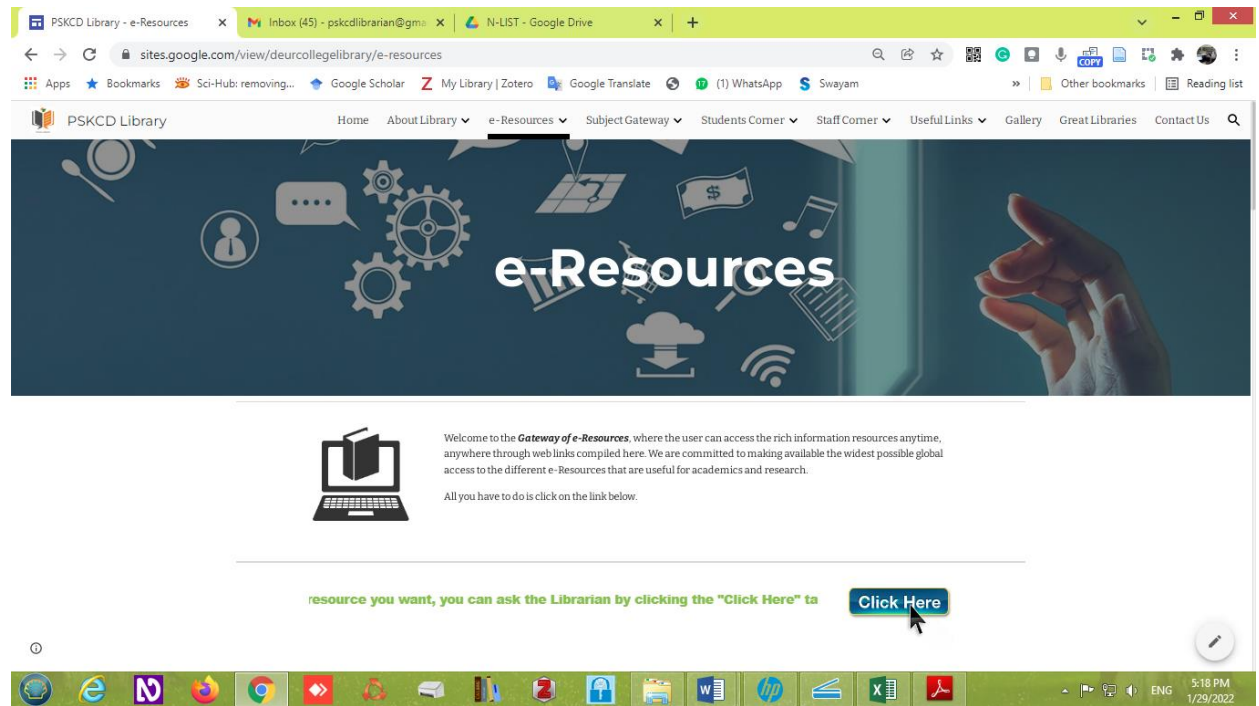 PSKCD Library - e-Resources
Inbox (45) - pskcdlibrarian@gma
N-LIST - Google Drive
sites.google.com/view/deurcollegelibrary/e-resources
COPY
Apps Bookmarks Sci-Hub: removing... Google Scholar My Library | Zotero Google Translate (1) WhatsApp Swayam » Other bookmarks Reading list
PSKCD Library Home About Library e-Resources Subject Gateway Students Corner Staff Corner Useful Links Gallery Great Libraries Contact Us
e-Resources
Welcome to the Gateway of e-Resources, where the user can access the rich information resources anytime,
anywhere through web links compiled here. We are committed to making available the widest possible global
access to the different e-Resources that are useful for academics and research.
All you have to do is click on the link below.
resource you want, you can ask the Librarian by clicking the "Click Here" ta
Click Here
ENG 5:18 PM
1/29/2022